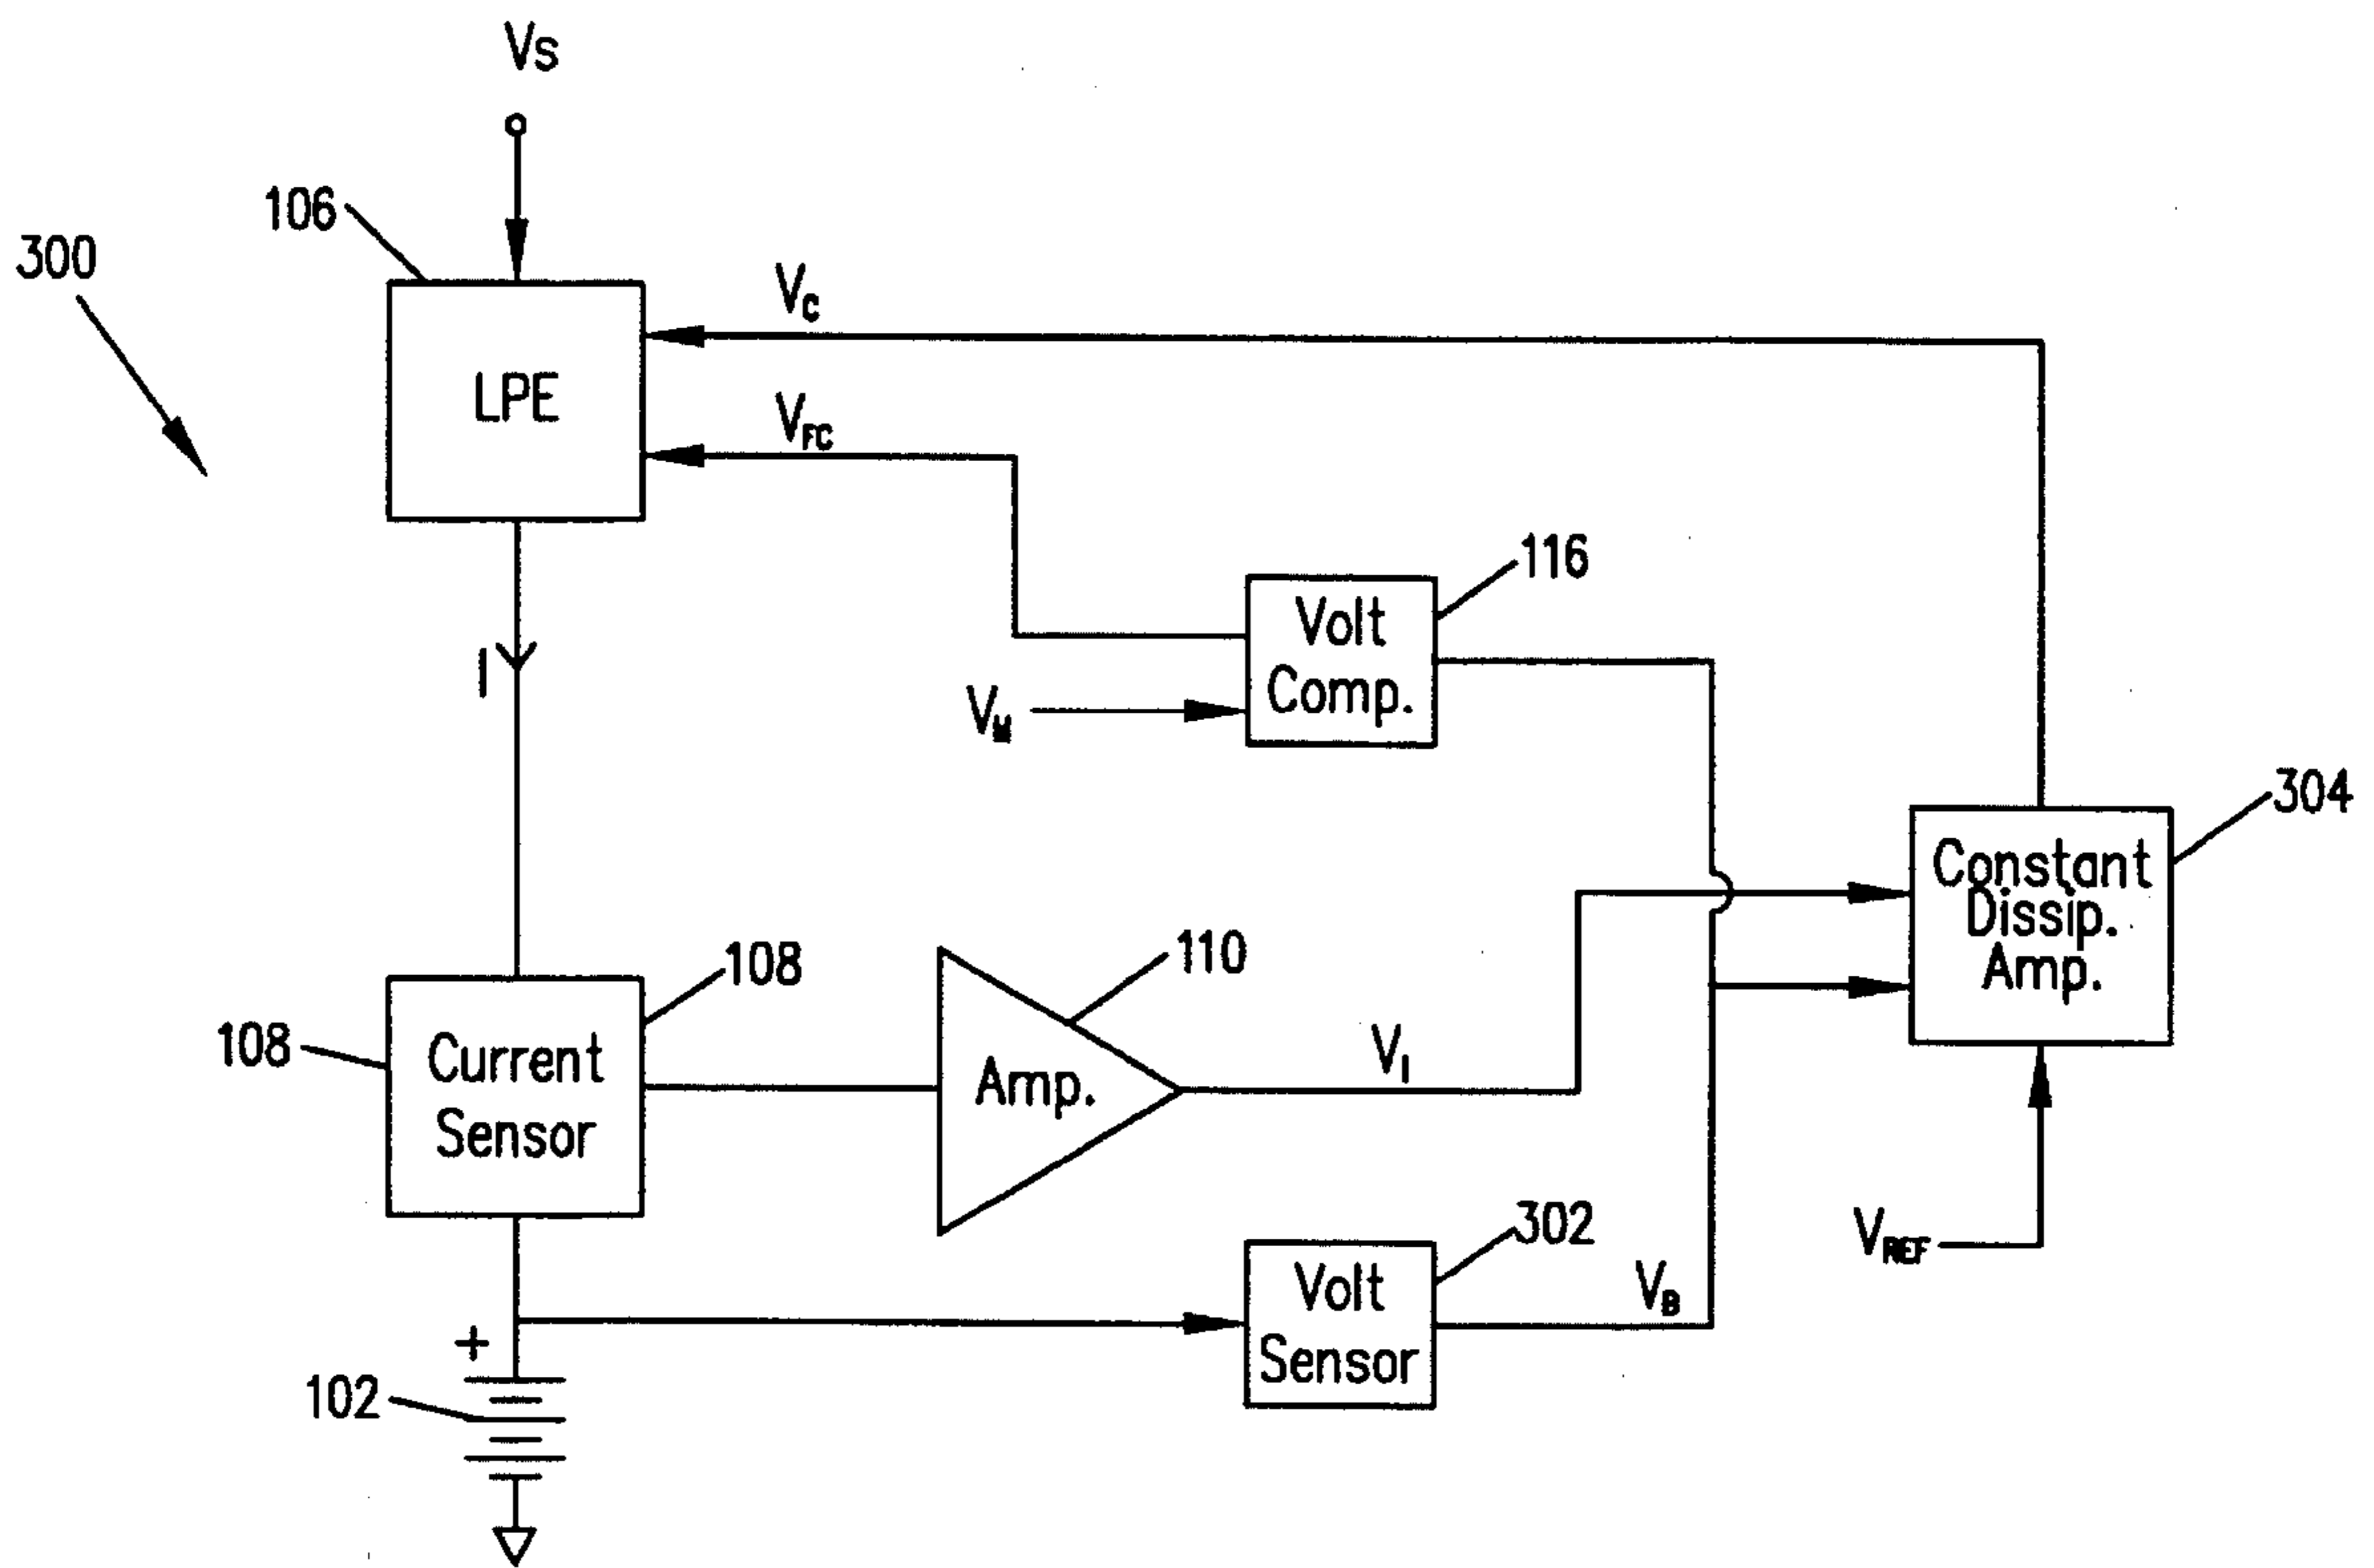 Vs
106
300
VC
LPE
VFC
116
Volt
Comp.
I
304
Constant
Dissip.
Amp.
108
110
108
Current
Sensor
Amp.
VI
302
VREF
Volt
Sensor
VB
+
102